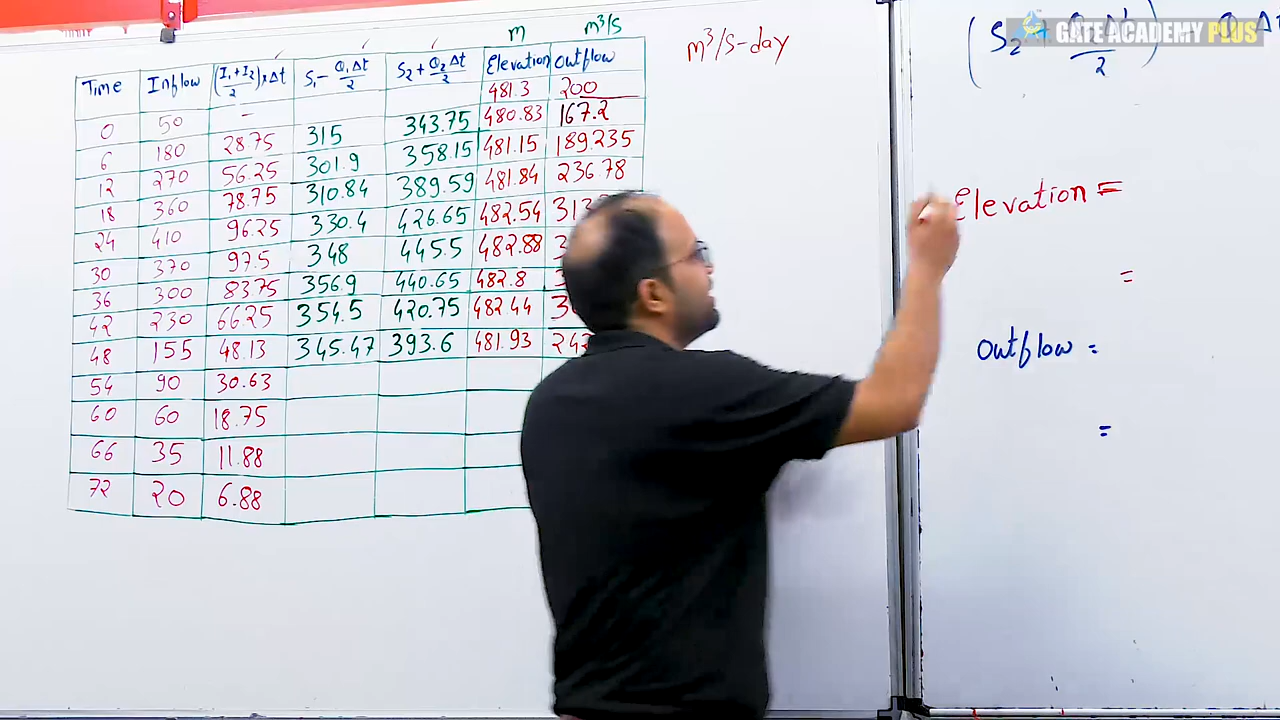 m m³/s
Time Inflow (I₁+I₂/2)×Δt S₁-Q₁Δt/2 S₂+Q₂Δt/2 Elevation Outflow
481.3 200
0 50 -
315 343.75 480.83 167.2
6 180 28.75
301.9 358.15 481.15 189.235
12 270 56.25
310.84 389.59 481.84 236.78
18 360 78.75
330.4 426.65 482.54
24 410 96.25
348 445.5 482.88
30 370 97.5
356.9 440.65 482.8
36 300 83.75
354.5 420.75 482.44
42 230 66.25
345.47 393.6 481.93
48 155 48.13
54 90 30.63
60 60 18.75
66 35 11.88
72 20 6.88
m³/s-day
GATE ACADEMY PLUS
Elevation =
=
Outflow =
=